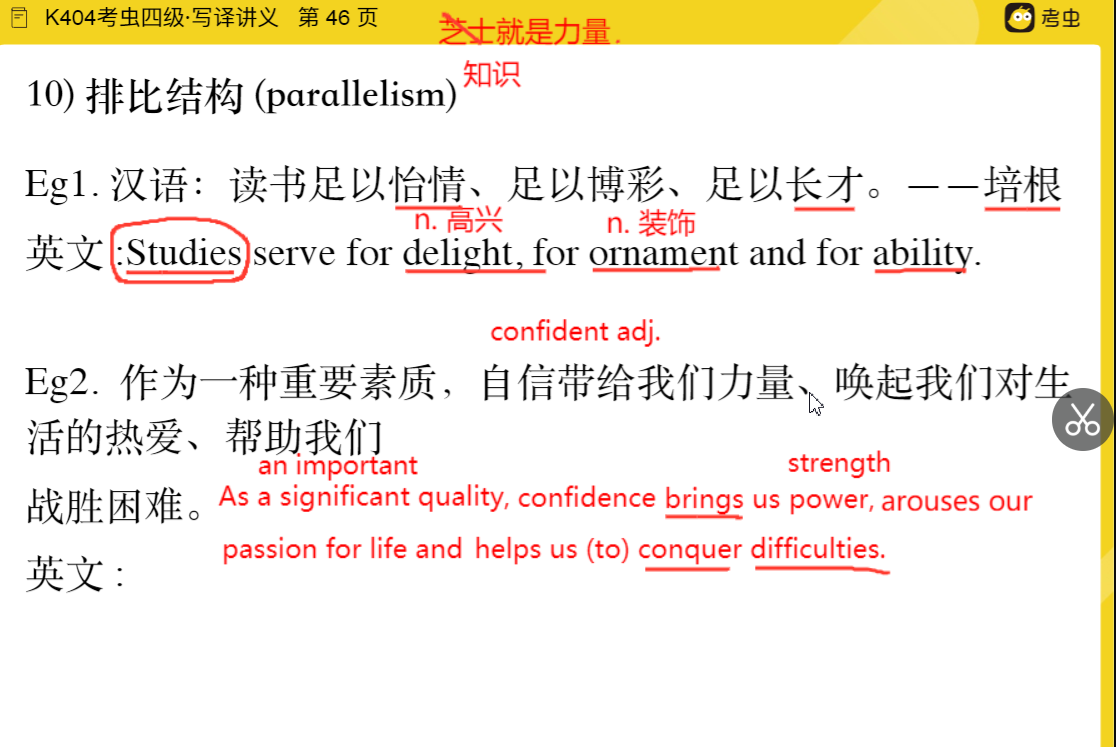 K404考虫四级·写译讲义 第 46 页
考虫
芝士就是力量.
知识
10) 排比结构 (parallelism)
Eg1. 汉语：读书足以怡情、足以博彩、足以长才。——培根
n. 高兴
n. 装饰
英文 :Studies serve for delight, for ornament and for ability.
confident adj.
Eg2. 作为一种重要素质，自信带给我们力量、唤起我们对生
活的热爱、帮助我们
an important
strength
战胜困难。
As a significant quality, confidence brings us power, arouses our
passion for life and helps us (to) conquer difficulties.
英文 :